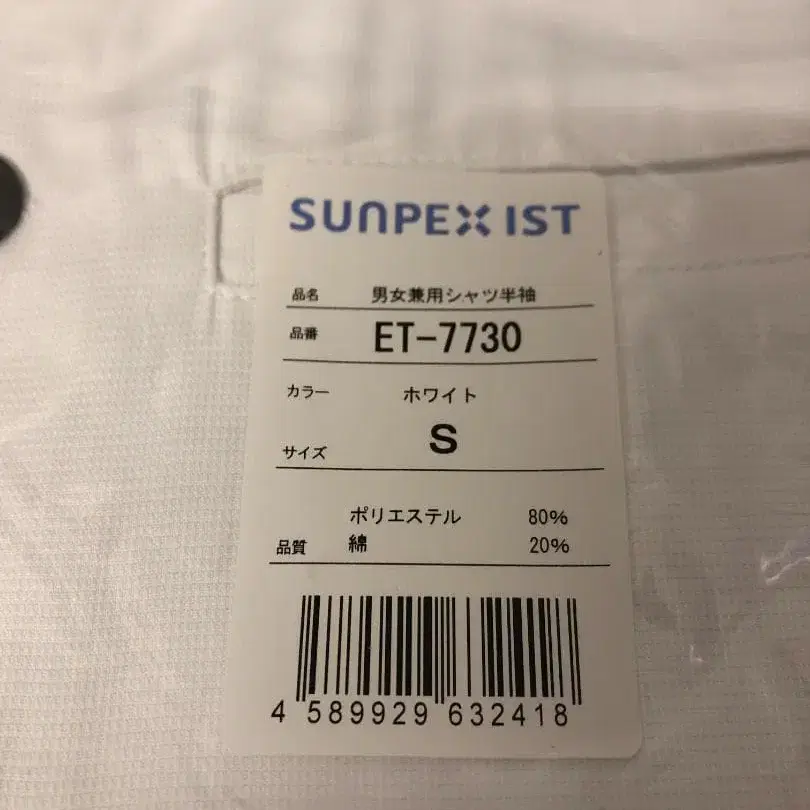 SUNPEXIST
品名 男女兼用シャツ半袖
品番 ET-7730
カラー ホワイト
サイズ S
ポリエステル 80%
品質 綿 20%
4 589929 632418